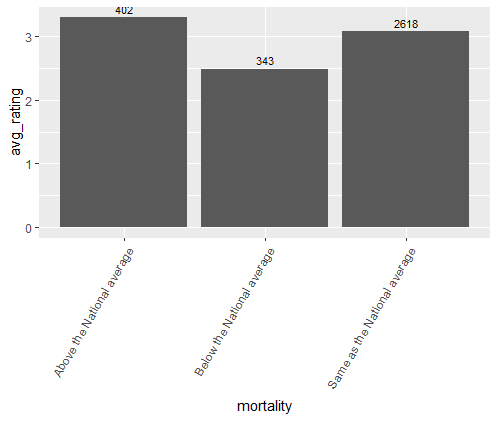 402
343
2618
avg_rating
3
2
1
0
Above the National average
Below the National average
Same as the National average
mortality